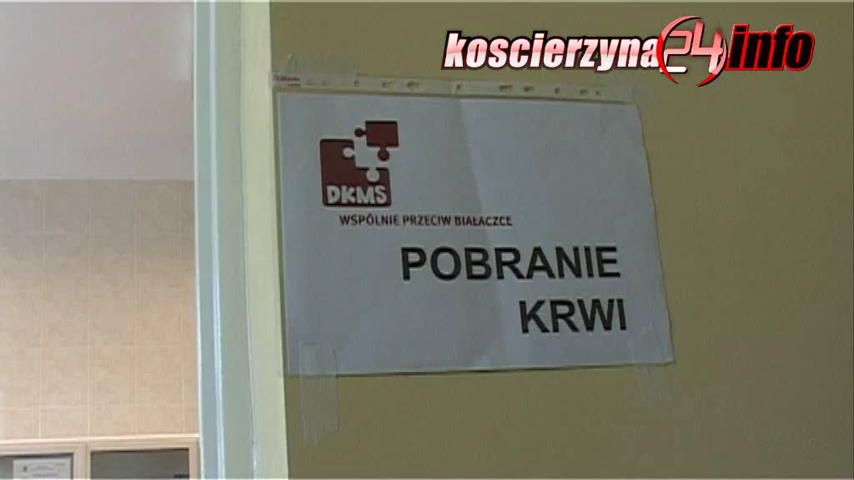 koscierzyna24info
DKMS
WSPÓLNIE PRZECIW BIAŁACZCE
POBRANIE
KRWI